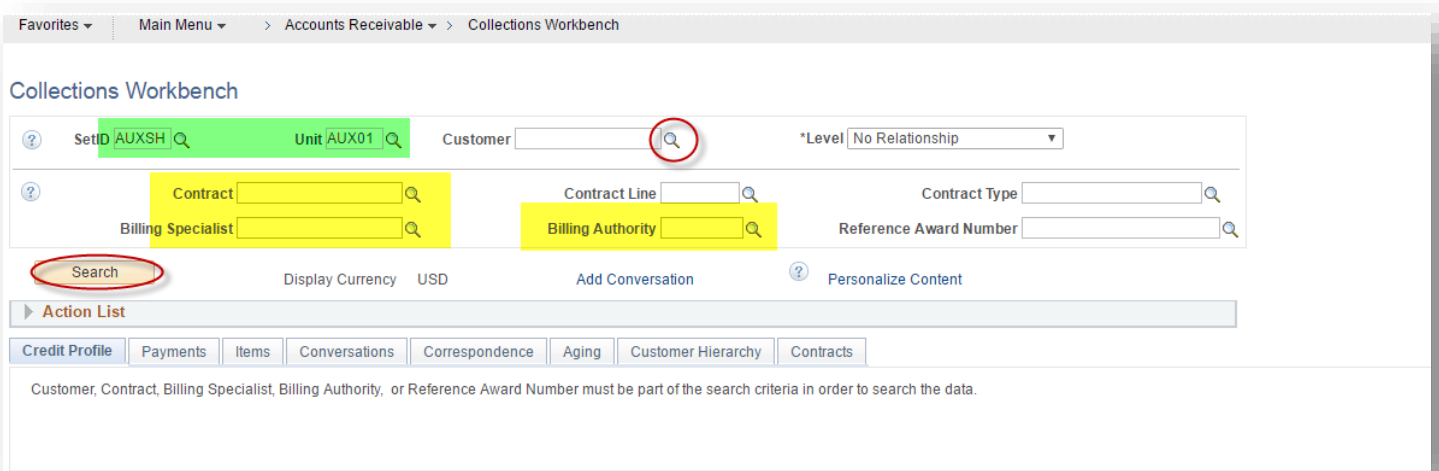 Favorites Main Menu > Accounts Receivable > Collections Workbench
Collections Workbench
? SetID AUXSH Unit AUX01 Customer *Level No Relationship
? Contract Contract Line Contract Type
Billing Specialist Billing Authority Reference Award Number
Search Display Currency USD Add Conversation ? Personalize Content
Action List
Credit Profile Payments Items Conversations Correspondence Aging Customer Hierarchy Contracts
Customer, Contract, Billing Specialist, Billing Authority, or Reference Award Number must be part of the search criteria in order to search the data.